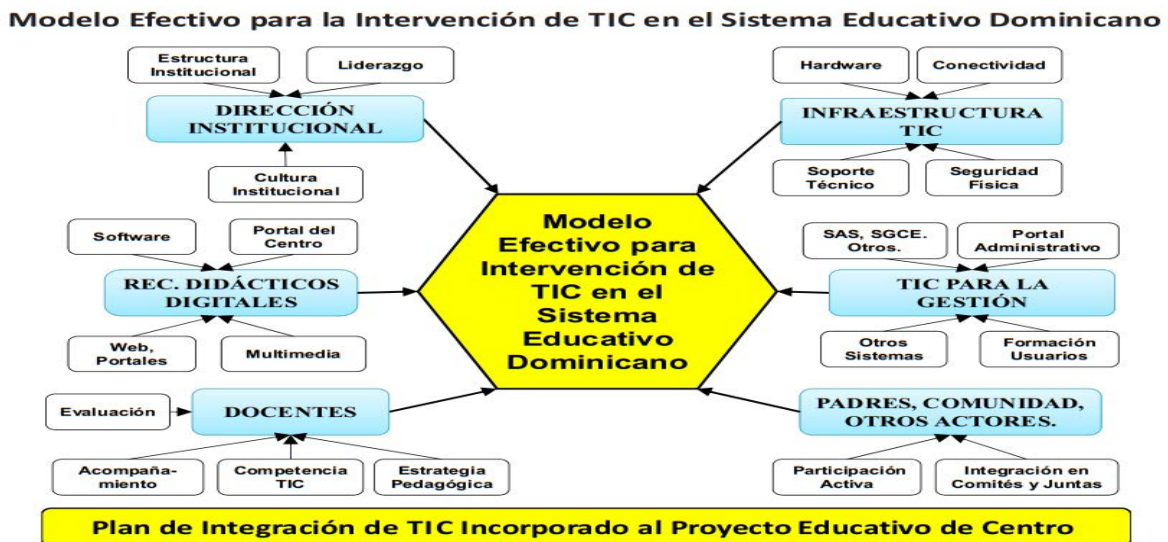 Modelo Efectivo para la Intervención de TIC en el Sistema Educativo Dominicano
Estructura
Institucional
Liderazgo
DIRECCIÓN
INSTITUCIONAL
Cultura
Institucional
Hardware
Conectividad
INFRAESTRUCTURA
TIC
Soporte
Técnico
Seguridad
Física
Software
Portal del
Centro
REC. DIDÁCTICOS
DIGITALES
Web,
Portales
Multimedia
Modelo
Efectivo para
Intervención de
TIC en el
Sistema
Educativo
Dominicano
SAS, SGCE.
Otros.
Portal
Administrativo
TIC PARA LA
GESTIÓN
Otros
Sistemas
Formación
Usuarios
Evaluación
DOCENTES
Acompaña-
miento
Competencia
TIC
Estrategia
Pedagógica
PADRES, COMUNIDAD,
OTROS ACTORES.
Participación
Activa
Integración en
Comités y Juntas
Plan de Integración de TIC Incorporado al Proyecto Educativo de Centro